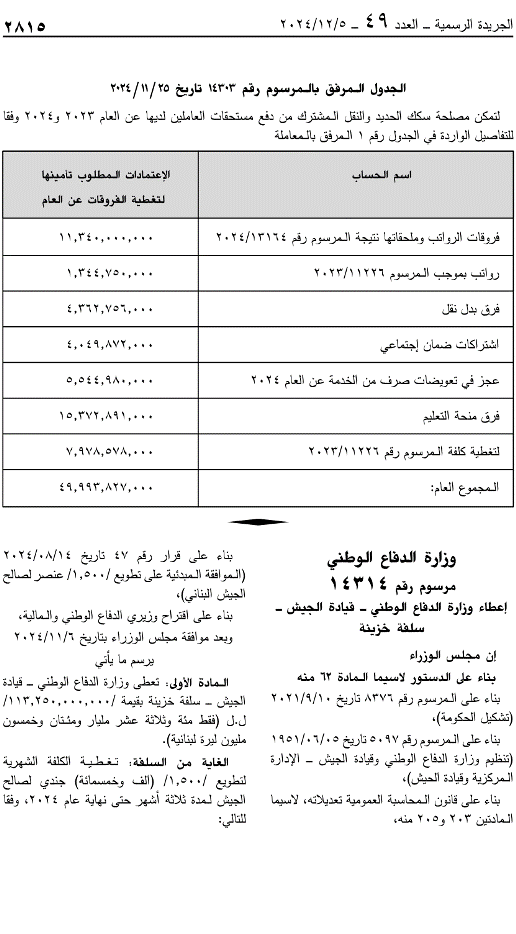 الجريدة الرسمية ــ العدد ٤٩ ــ ٢٠٢٤/١٢/٥
٢٨١٥
الجدول المرفق بالمرسوم رقم ١٤٣٠٣ تاريخ ٢٠٢٤/١١/٢٥
لتمكن مصلحة سكك الحديد والنقل المشترك من دفع مستحقات العاملين لديها عن العام ٢٠٢٣ و٢٠٢٤ وفقا
للتفاصيل الواردة في الجدول رقم ١ المرفق بالمعاملة
اسم الحساب
الإعتمادات المطلوب تأمينها
لتغطية الفروقات عن العام
فروقات الرواتب وملحقاتها نتيجة المرسوم رقم ٢٠٢٤/١٣١٦٤
١١,٣٤٠,٠٠٠,٠٠٠
رواتب بموجب المرسوم ٢٠٢٣/١١٢٢٦
١,٣٤٤,٧٥٠,٠٠٠
فرق بدل نقل
٤,٣٦٢,٧٥٦,٠٠٠
اشتراكات ضمان إجتماعي
٤,٠٤٩,٨٧٢,٠٠٠
عجز في تعويضات صرف من الخدمة عن العام ٢٠٢٤
٥,٥٤٤,٩٨٠,٠٠٠
فرق منحة التعليم
١٥,٣٧٢,٨٩١,٠٠٠
لتغطية كلفة المرسوم رقم ٢٠٢٣/١١٢٢٦
٧,٩٧٨,٥٧٨,٠٠٠
المجموع العام:
٤٩,٩٩٣,٨٢٧,٠٠٠
وزارة الدفاع الوطني
مرسوم رقم ١٤٣١٤
إعطاء وزارة الدفاع الوطني ــ قيادة الجيش ــ
سلفة خزينة
إن مجلس الوزراء
بناء على الدستور لاسيما المادة ٦٢ منه
بناء على المرسوم رقم ٨٣٧٦ تاريخ ٢٠٢١/٩/١٠
(تشكيل الحكومة)،
بناء على المرسوم رقم ٥٠٩٧ تاريخ ١٩٥١/٠٦/٠٥
(تنظيم وزارة الدفاع الوطني وقيادة الجيش ــ الإدارة
المركزية وقيادة الجيش)،
بناء على قانون المحاسبة العمومية تعديلاته، لاسيما
المادتين ٢٠٣ و٢٠٥ منه،
بناء على قرار رقم ٤٧ تاريخ ٢٠٢٤/٠٨/١٤
(الموافقة المبدئية على تطويع /١,٥٠٠/ عنصر لصالح
الجيش البناني)،
بناء على اقتراح وزيري الدفاع الوطني والمالية،
وبعد موافقة مجلس الوزراء بتاريخ ٢٠٢٤/١١/٦
يرسم ما يأتي
المادة الأولى: تعطى وزارة الدفاع الوطني ــ قيادة
الجيش ــ سلفة خزينة بقيمة /١١٣,٢٥٠,٠٠٠,٠٠٠/
ل.ل (فقط مئة وثلاثة عشر مليار ومئتان وخمسون
مليون ليرة لبنانية).
الغاية من السلفة: تغطية الكلفة الشهرية
لتطويع /١,٥٠٠/ (الف وخمسمائة) جندي لصالح
الجيش لمدة ثلاثة أشهر حتى نهاية عام ٢٠٢٤، وفقا
للتالي: